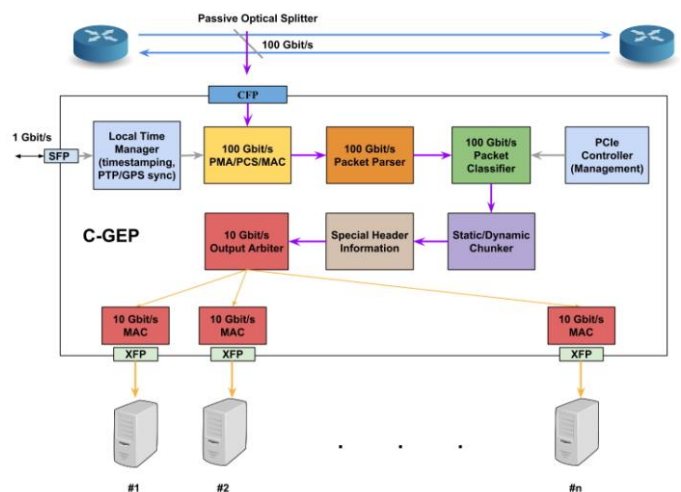 Passive Optical Splitter
100 Gbit/s
CFP
1 Gbit/s
SFP
Local Time
Manager
(timestamping,
PTP/GPS sync)
100 Gbit/s
PMA/PCS/MAC
100 Gbit/s
Packet Parser
100 Gbit/s
Packet
Classifier
PCIe
Controller
(Management)
C-GEP
10 Gbit/s
Output Arbiter
Special Header
Information
Static/Dynamic
Chunker
10 Gbit/s
MAC
10 Gbit/s
MAC
10 Gbit/s
MAC
XFP
XFP
XFP
. . .
#1
#2
#n